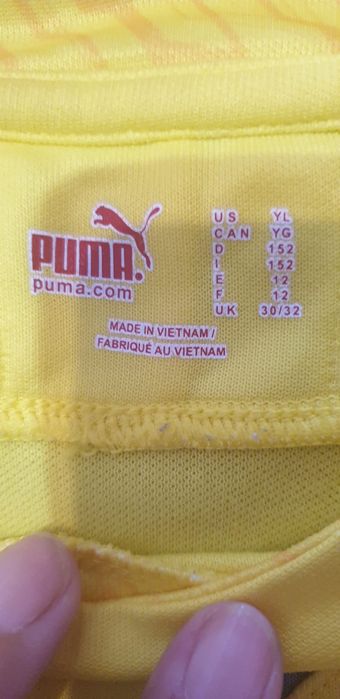 PUMA.
puma.com
US YL
CAN YG
D 152
I 152
E 12
F 12
UK 30/32
MADE IN VIETNAM /
FABRIQUÉ AU VIETNAM